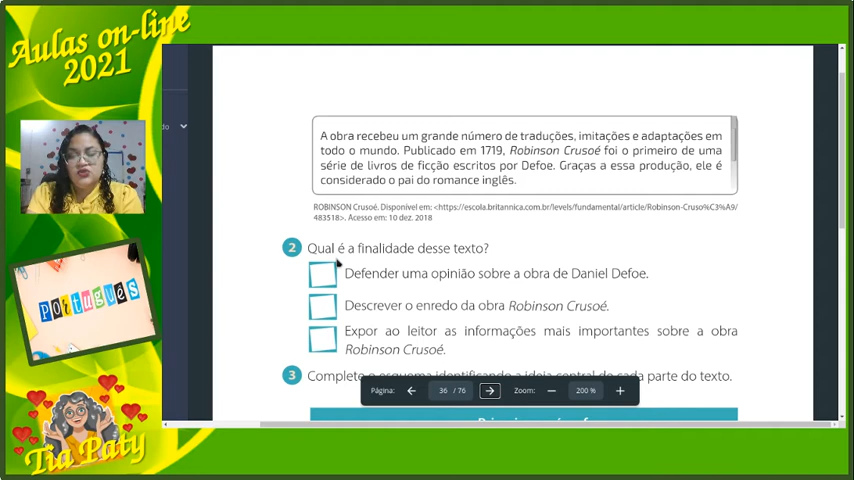 Aulas on-line
2021
Português
Tia Paty
do
A obra recebeu um grande número de traduções, imitações e adaptações em
todo o mundo. Publicado em 1719, Robinson Crusoé foi o primeiro de uma
série de livros de ficção escritos por Defoe. Graças a essa produção, ele é
considerado o pai do romance inglês.
ROBINSON Crusoé. Disponível em: <https://escola.britannica.com.br/levels/fundamental/article/Robinson-Cruso%C3%A9/
483518>. Acesso em: 10 dez. 2018
2 Qual é a finalidade desse texto?
Defender uma opinião sobre a obra de Daniel Defoe.
Descrever o enredo da obra Robinson Crusoé.
Expor ao leitor as informações mais importantes sobre a obra
Robinson Crusoé.
3 Complete o esquema identificando a ideia central de cada parte do texto.
Página: 36 / 76 Zoom: 200 %